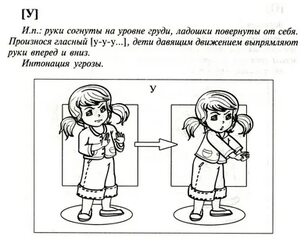 [У]
И.п.: руки согнуты на уровне груди, ладошки повернуты от себя.
Произнося гласный [у-у-у...], дети давящим движением выпрямляют
руки вперед и вниз.
Интонация угрозы.
У